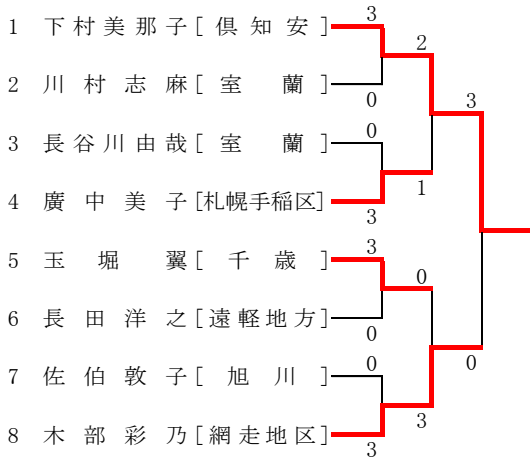 1 下村美那子[ 倶知安 ] 3
2
2 川村志麻[ 室蘭 ] 0
3
3 長谷川由哉[ 室蘭 ] 0
1
4 廣中美子[札幌手稲区] 3
5 玉堀翼[ 千歳 ] 3
0
6 長田洋之[遠軽地方] 0
0
7 佐伯敦子[ 旭川 ] 0
3
8 木部彩乃[網走地区] 3